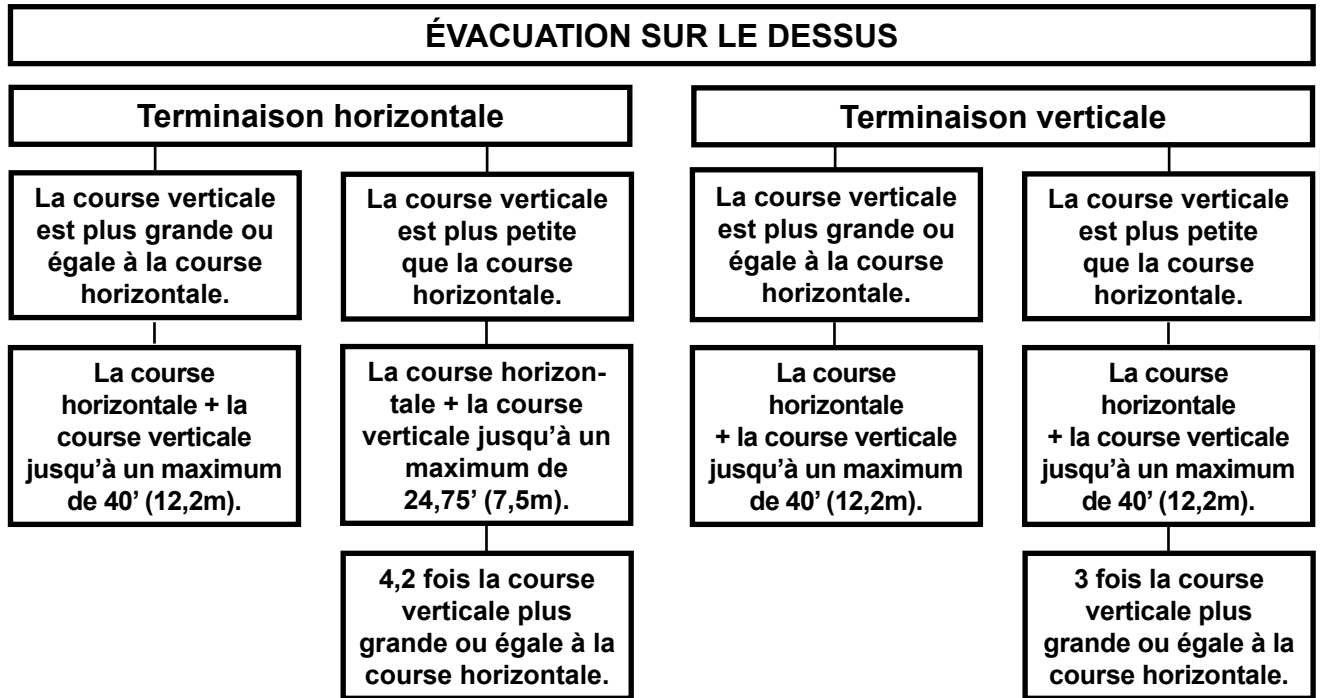 ÉVACUATION SUR LE DESSUS
Terminaison horizontale
La course verticale
est plus grande ou
égale à la course
horizontale.
La course
horizontale + la
course verticale
jusqu’à un maximum
de 40’ (12,2m).
La course verticale
est plus petite
que la course
horizontale.
La course horizon-
tale + la course
verticale jusqu’à un
maximum de
24,75’ (7,5m).
4,2 fois la course
verticale plus
grande ou égale à la
course horizontale.
Terminaison verticale
La course verticale
est plus grande ou
égale à la course
horizontale.
La course
horizontale
+ la course verticale
jusqu’à un maximum
de 40’ (12,2m).
La course verticale
est plus petite
que la course
horizontale.
La course
horizontale
+ la course verticale
jusqu’à un maximum
de 40’ (12,2m).
3 fois la course
verticale plus
grande ou égale à la
course horizontale.